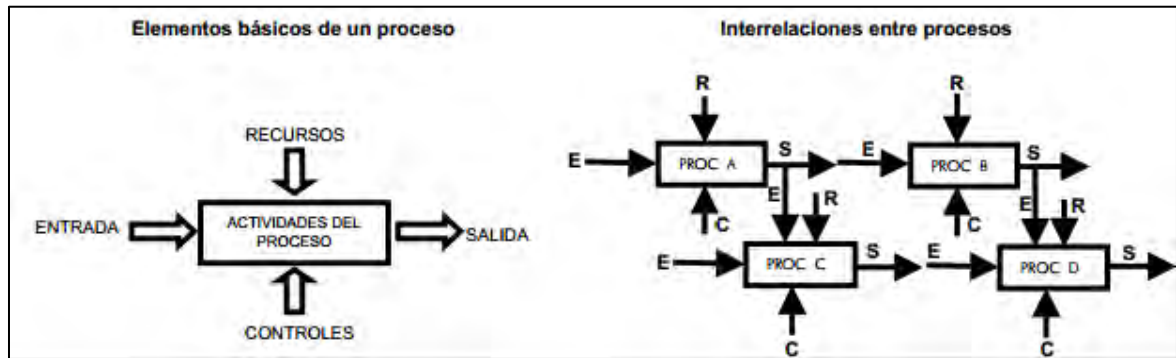 Elementos básicos de un proceso
RECURSOS
ENTRADA
ACTIVIDADES DEL
PROCESO
SALIDA
CONTROLES
Interrelaciones entre procesos
R
R
E
PROC A
S
E
PROC B
S
C
E
R
C
E
R
E
PROC C
S
E
PROC D
S
C
C